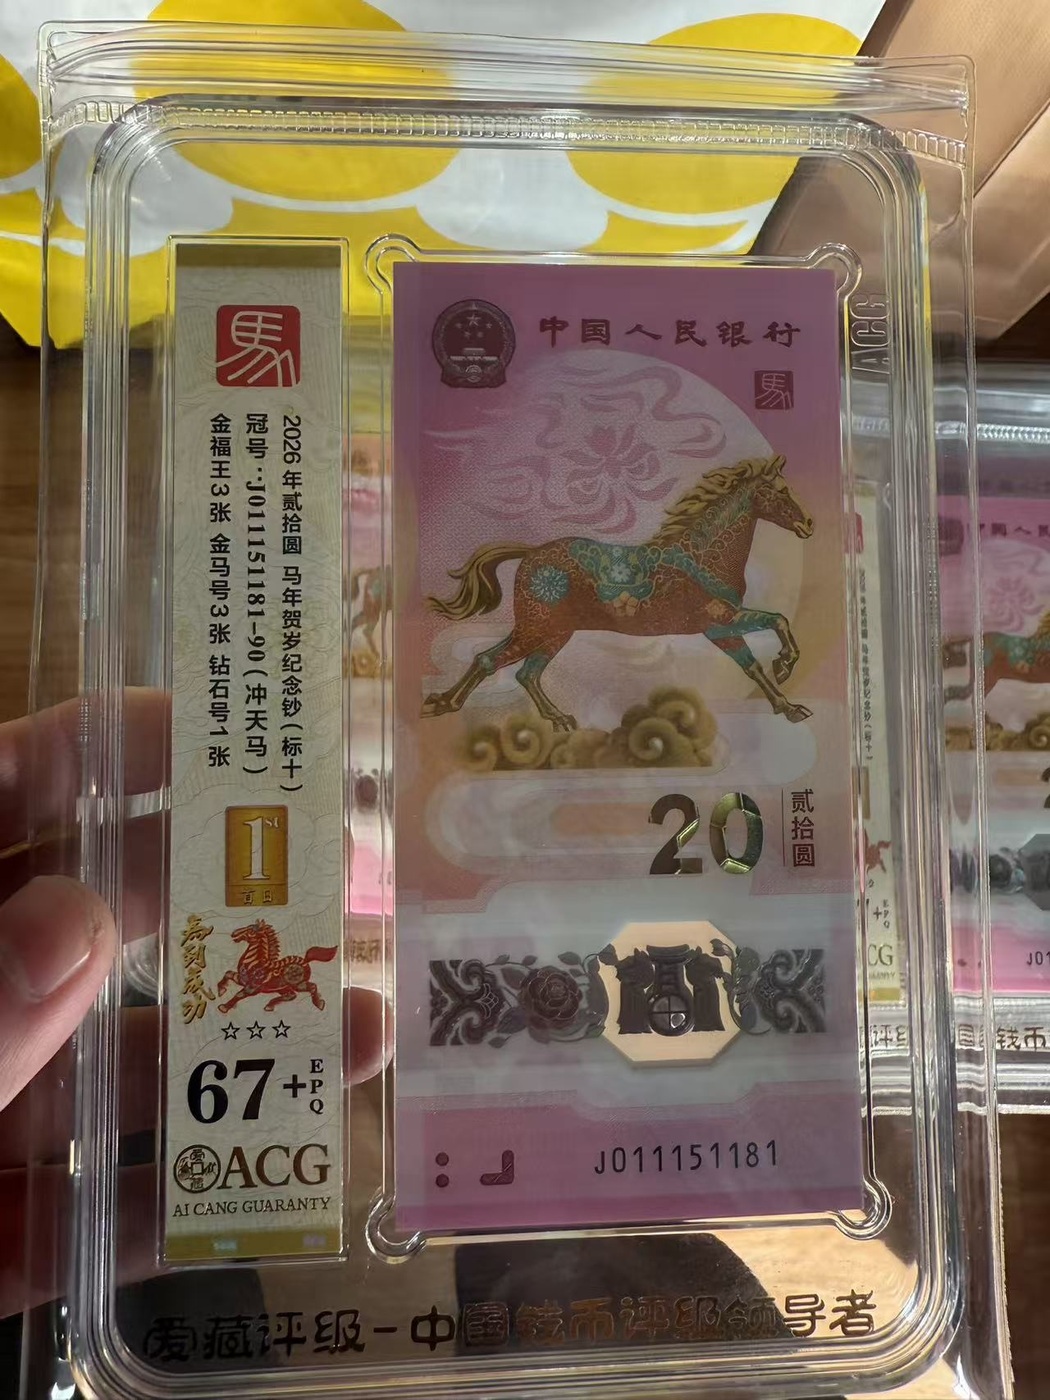 馬
2026年贰拾圆 马年贺岁纪念钞(标十)
冠号:J011151181-90(冲天马)
金福王3张 金马号3张 钻石号1张
1ST
首日
马到成功
☆☆☆
67+EPQ
ACG
AI CANG GUARANTY
中国人民银行
馬
20
贰拾圆
J011151181
ACG
爱藏评级-中国钱币评级领导者